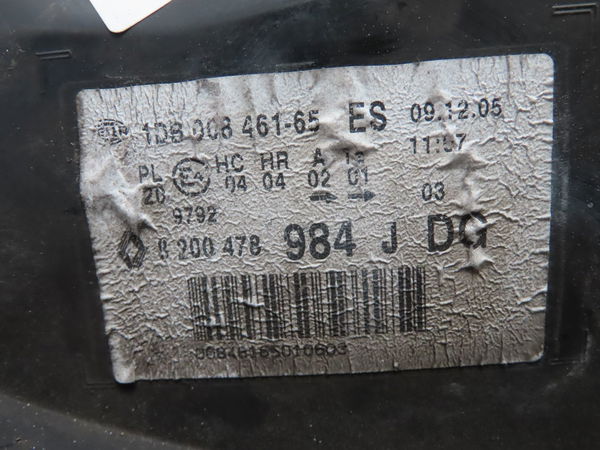 1DB 008 461-65 ES 09.12.05
11:57
PL E4 HC HR A 1a
20 04 04 02 01 03
9792
8 200 478 984 J DG